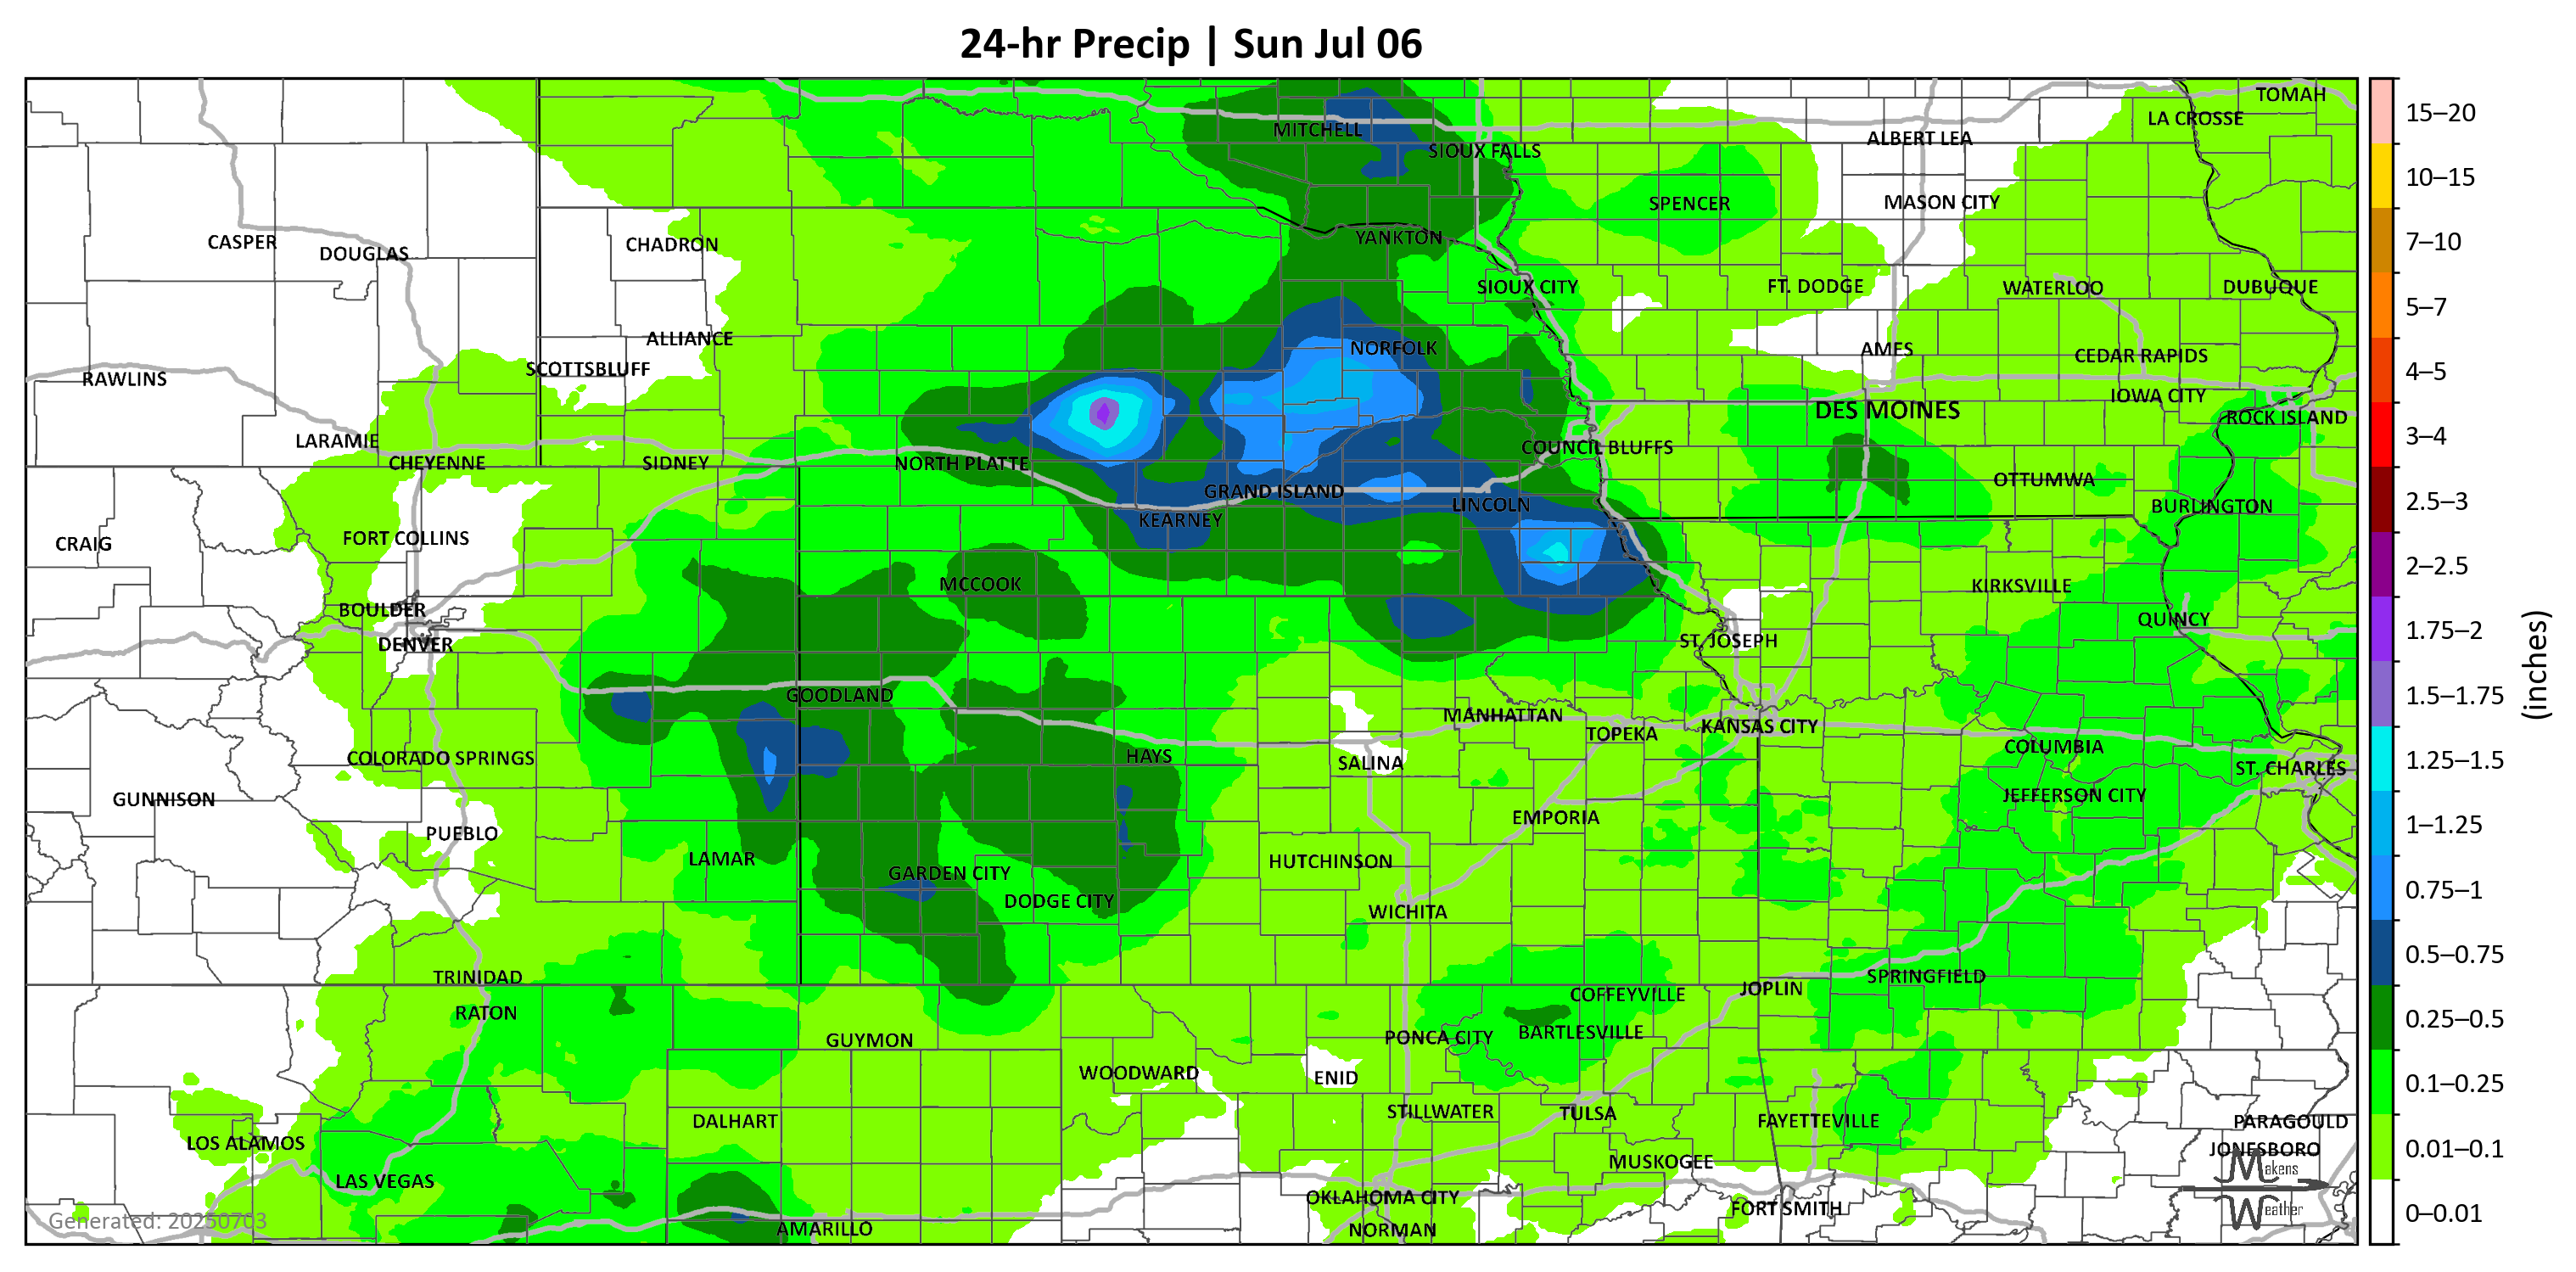 24-hr Precip | Sun Jul 06
TOMAH
LA CROSSE
MITCHELL
ALBERT LEA
SIOUX FALLS
SPENCER
MASON CITY
CASPER
DOUGLAS
CHADRON
YANKTON
SIOUX CITY
FT. DODGE
WATERLOO
DUBUQUE
ALLIANCE
NORFOLK
AMES
CEDAR RAPIDS
SCOTTSBLUFF
RAWLINS
IOWA CITY
DES MOINES
ROCK ISLAND
LARAMIE
COUNCIL BLUFFS
CHEYENNE
SIDNEY
NORTH PLATTE
OTTUMWA
GRAND ISLAND
LINCOLN
BURLINGTON
KEARNEY
FORT COLLINS
CRAIG
MCCOOK
KIRKSVILLE
BOULDER
QUINCY
DENVER
ST. JOSEPH
GOODLAND
MANHATTAN
KANSAS CITY
TOPEKA
COLUMBIA
COLORADO SPRINGS
HAYS
SALINA
ST. CHARLES
GUNNISON
JEFFERSON CITY
EMPORIA
PUEBLO
LAMAR
HUTCHINSON
GARDEN CITY
DODGE CITY
WICHITA
TRINIDAD
SPRINGFIELD
JOPLIN
COFFEYVILLE
RATON
BARTLESVILLE
PONCA CITY
GUYMON
WOODWARD
ENID
STILLWATER
TULSA
DALHART
FAYETTEVILLE
PARAGOULD
LOS ALAMOS
JONESBORO
MUSKOGEE
LAS VEGAS
OKLAHOMA CITY
FORT SMITH
AMARILLO
NORMAN
Generated: 20250703
Makens
Weather
15–20
10–15
7–10
5–7
4–5
3–4
2.5–3
2–2.5
1.75–2
1.5–1.75
1.25–1.5
1–1.25
0.75–1
0.5–0.75
0.25–0.5
0.1–0.25
0.01–0.1
0–0.01
(inches)